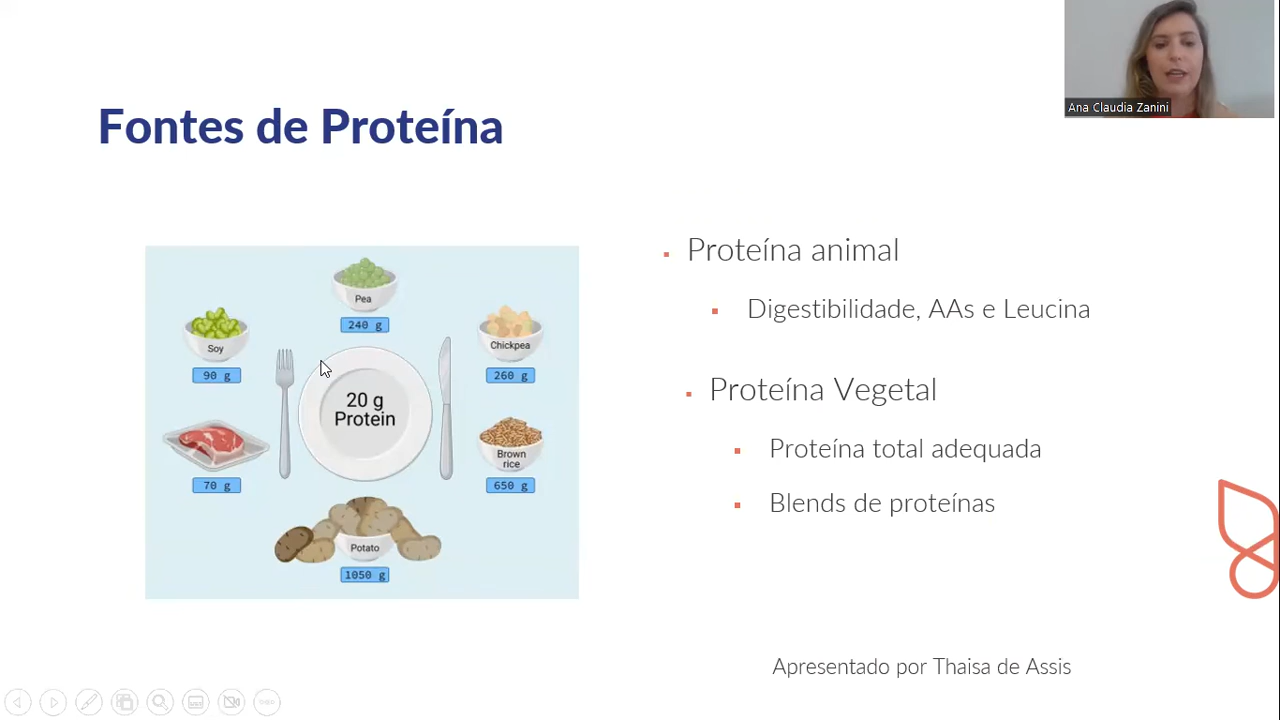 Ana Claudia Zanini
Fontes de Proteína
Pea
240 g
Soy
90 g
Chickpea
260 g
20 g
Protein
70 g
Brown
rice
650 g
Potato
1050 g
Proteína animal
Digestibilidade, AAs e Leucina
Proteína Vegetal
Proteína total adequada
Blends de proteínas
Apresentado por Thaisa de Assis